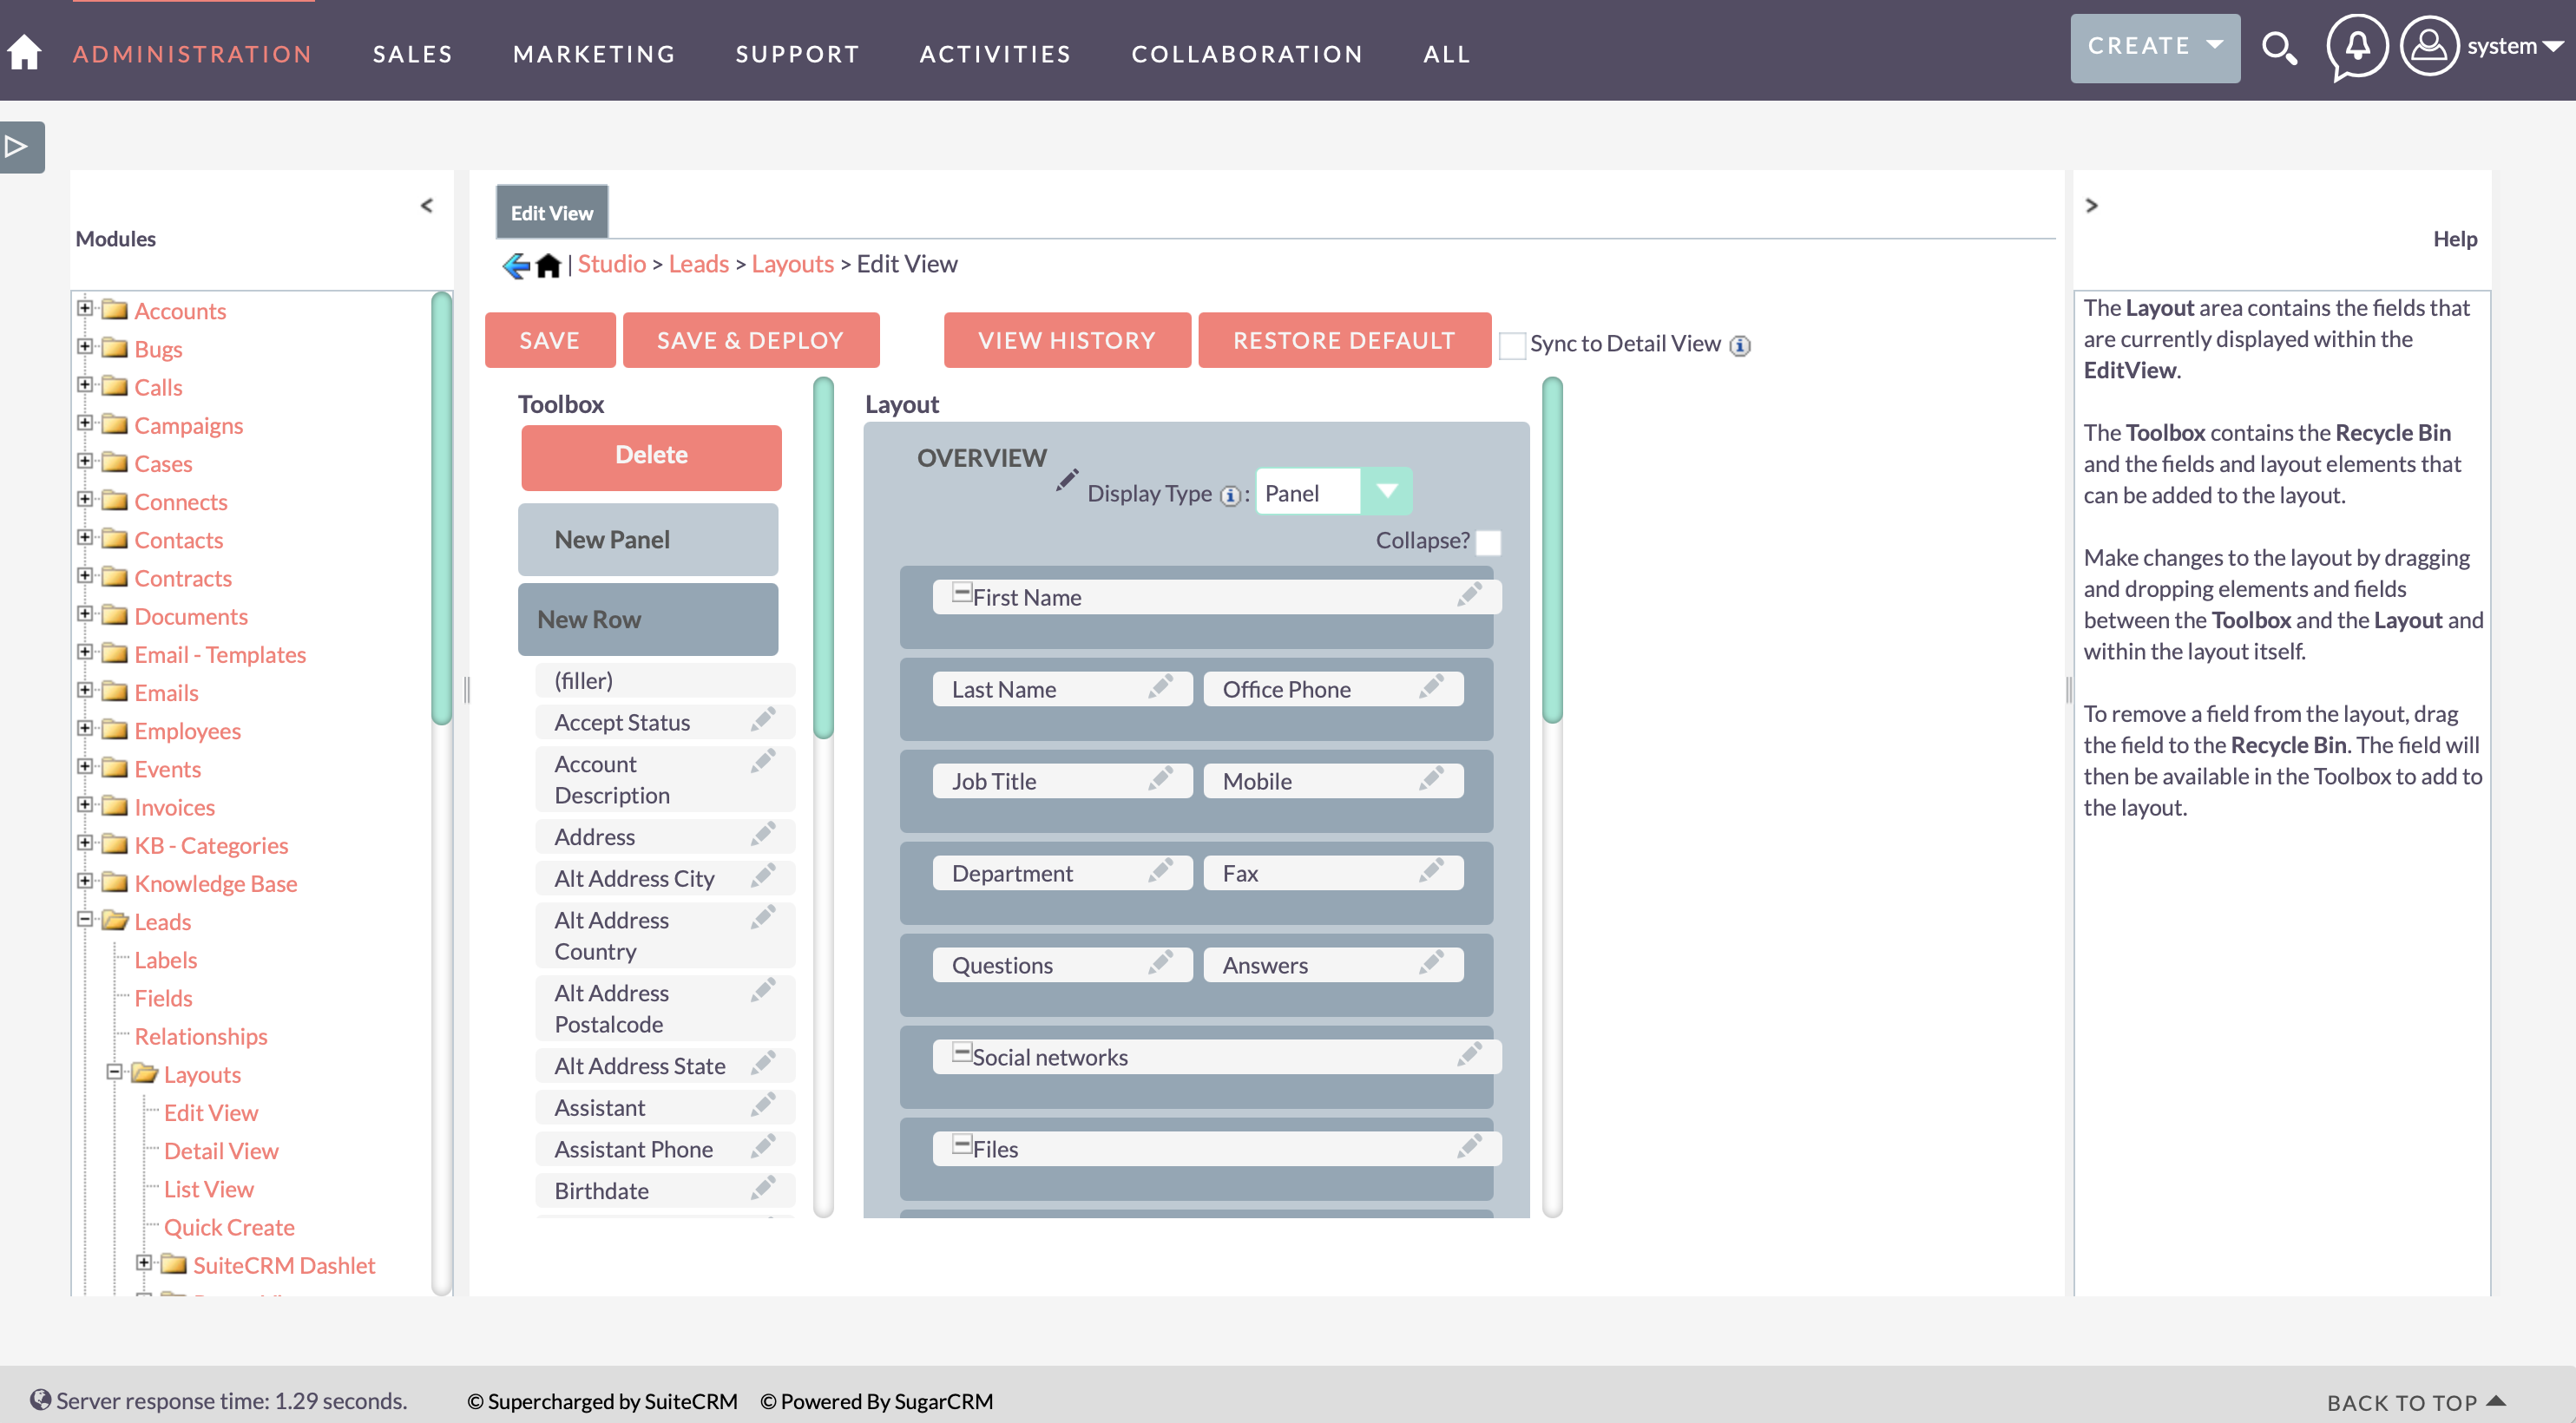 ADMINISTRATION SALES MARKETING SUPPORT ACTIVITIES COLLABORATION ALL CREATE system
<
Modules
Accounts
Bugs
Calls
Campaigns
Cases
Connects
Contacts
Contracts
Documents
Email - Templates
Emails
Employees
Events
Invoices
KB - Categories
Knowledge Base
Leads
Labels
Fields
Relationships
Layouts
Edit View
Detail View
List View
Quick Create
SuiteCRM Dashlet
Edit View
| Studio > Leads > Layouts > Edit View
SAVE SAVE & DEPLOY VIEW HISTORY RESTORE DEFAULT Sync to Detail View
Toolbox
Delete
New Panel
New Row
(filler)
Accept Status
Account
Description
Address
Alt Address City
Alt Address
Country
Alt Address
Postalcode
Alt Address State
Assistant
Assistant Phone
Birthdate
Layout
OVERVIEW
Display Type : Panel
Collapse?
First Name
Last Name Office Phone
Job Title Mobile
Department Fax
Questions Answers
Social networks
Files
>
Help
The Layout area contains the fields that
are currently displayed within the
EditView.
The Toolbox contains the Recycle Bin
and the fields and layout elements that
can be added to the layout.
Make changes to the layout by dragging
and dropping elements and fields
between the Toolbox and the Layout and
within the layout itself.
To remove a field from the layout, drag
the field to the Recycle Bin. The field will
then be available in the Toolbox to add to
the layout.
Server response time: 1.29 seconds. © Supercharged by SuiteCRM © Powered By SugarCRM BACK TO TOP